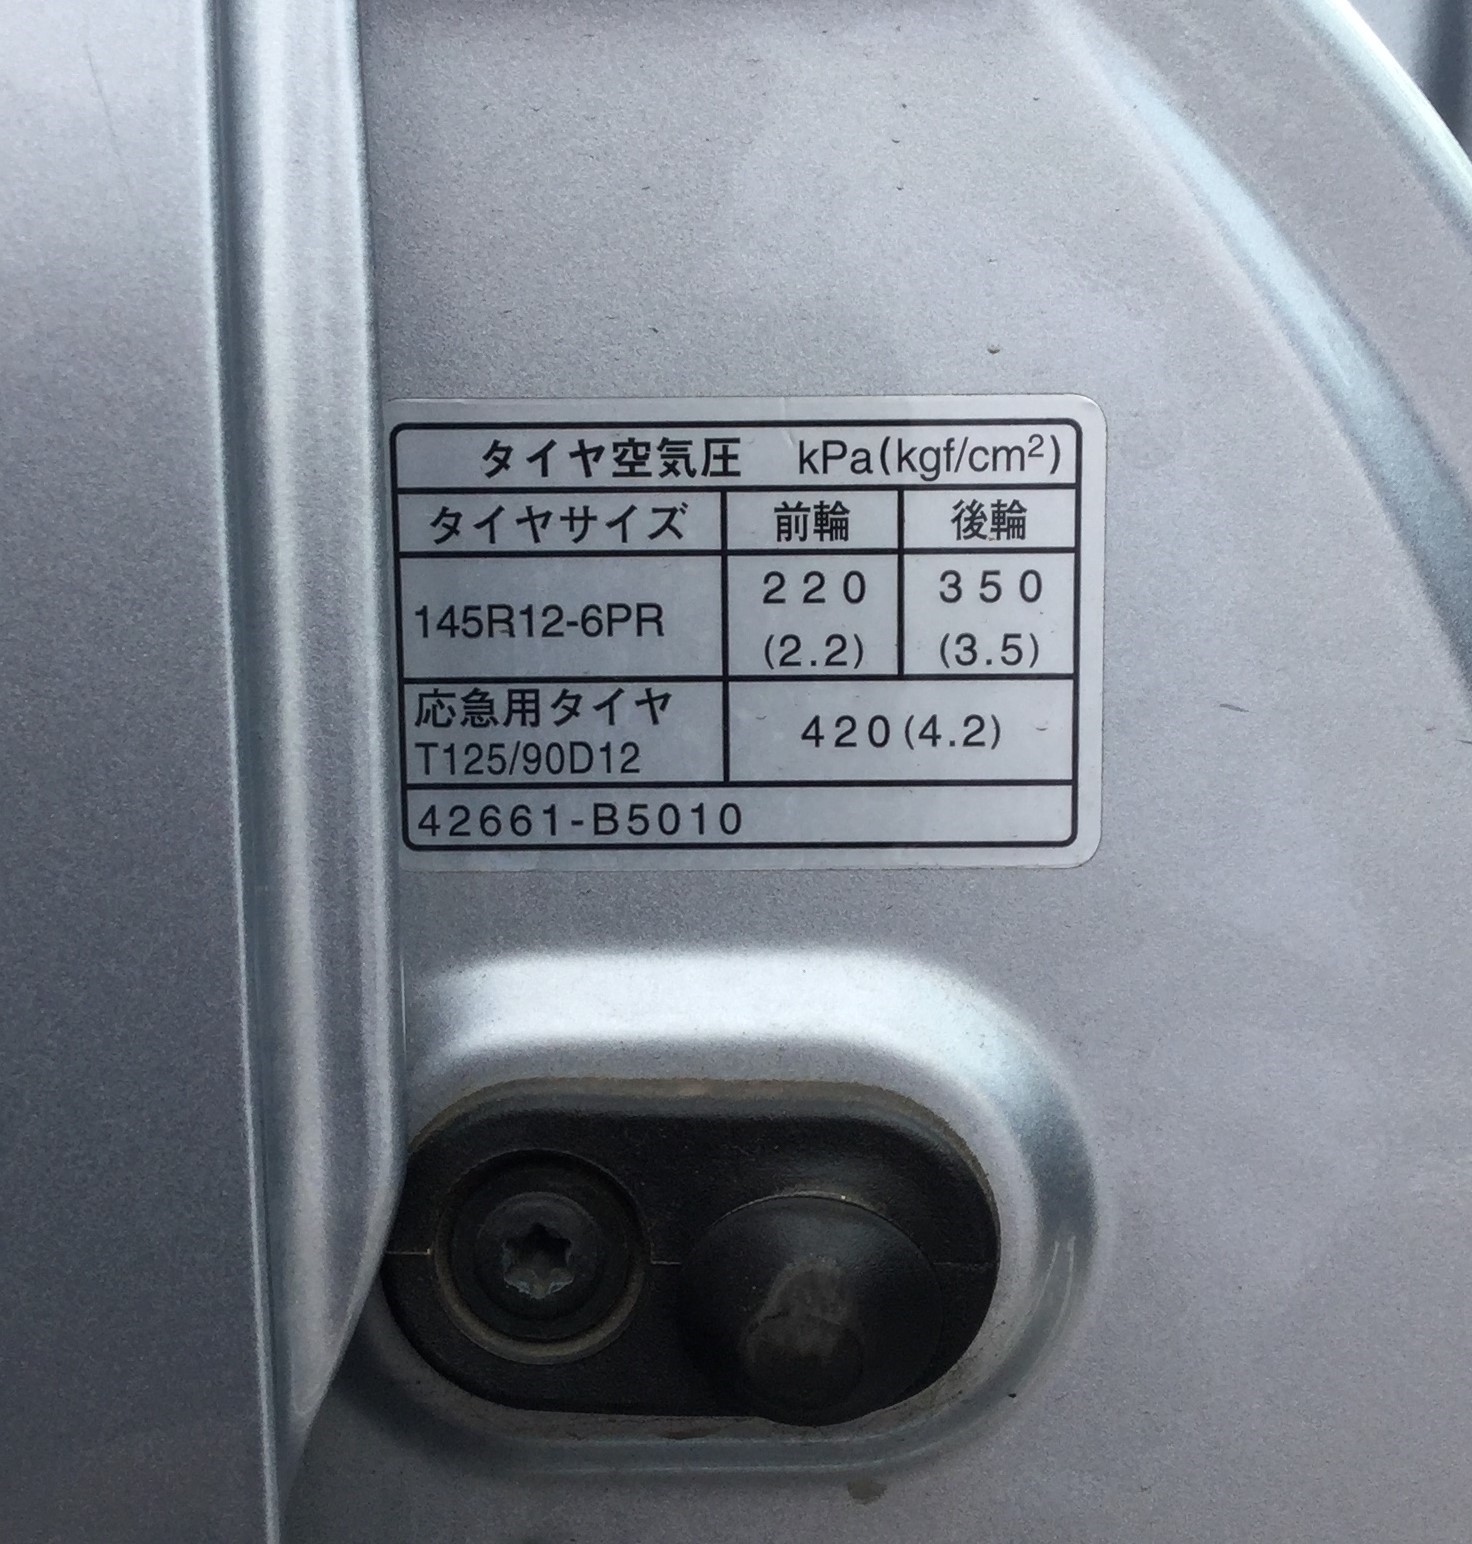 タイヤ空気圧 kPa(kgf/cm²)
タイヤサイズ 前輪 後輪
145R12-6PR 220 (2.2) 350 (3.5)
応急用タイヤ
T125/90D12 420(4.2)
42661-B5010